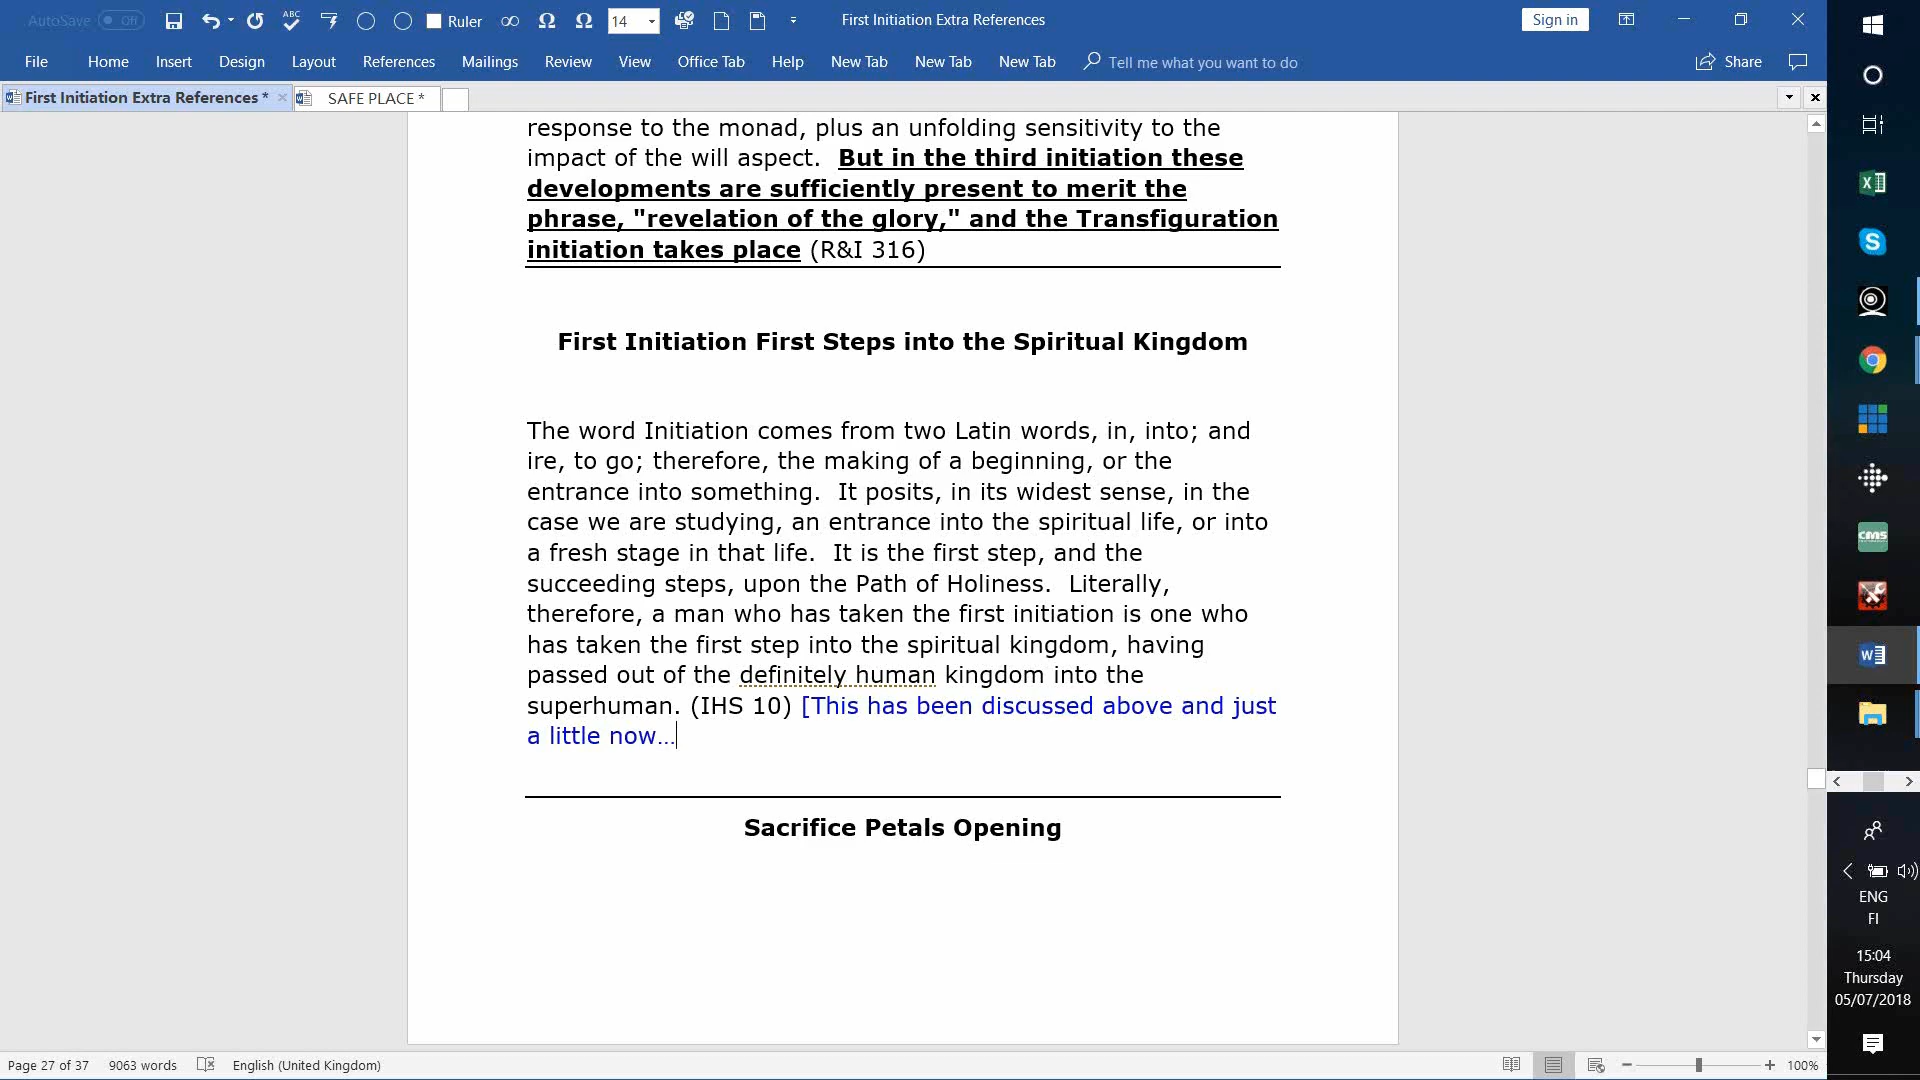 AutoSave Off ABC Ruler ∞ Ω Ω 14 First Initiation Extra References Sign in
File Home Insert Design Layout References Mailings Review View Office Tab Help New Tab New Tab New Tab Tell me what you want to do Share
First Initiation Extra References * SAFE PLACE *
response to the monad, plus an unfolding sensitivity to the
impact of the will aspect. But in the third initiation these
developments are sufficiently present to merit the
phrase, "revelation of the glory," and the Transfiguration
initiation takes place (R&I 316)
First Initiation First Steps into the Spiritual Kingdom
The word Initiation comes from two Latin words, in, into; and
ire, to go; therefore, the making of a beginning, or the
entrance into something. It posits, in its widest sense, in the
case we are studying, an entrance into the spiritual life, or into
a fresh stage in that life. It is the first step, and the
succeeding steps, upon the Path of Holiness. Literally,
therefore, a man who has taken the first initiation is one who
has taken the first step into the spiritual kingdom, having
passed out of the definitely human kingdom into the
superhuman. (IHS 10) [This has been discussed above and just
a little now...
Sacrifice Petals Opening
cms
ENG
FI
15:04
Thursday
05/07/2018
Page 27 of 37 9063 words English (United Kingdom) 100%